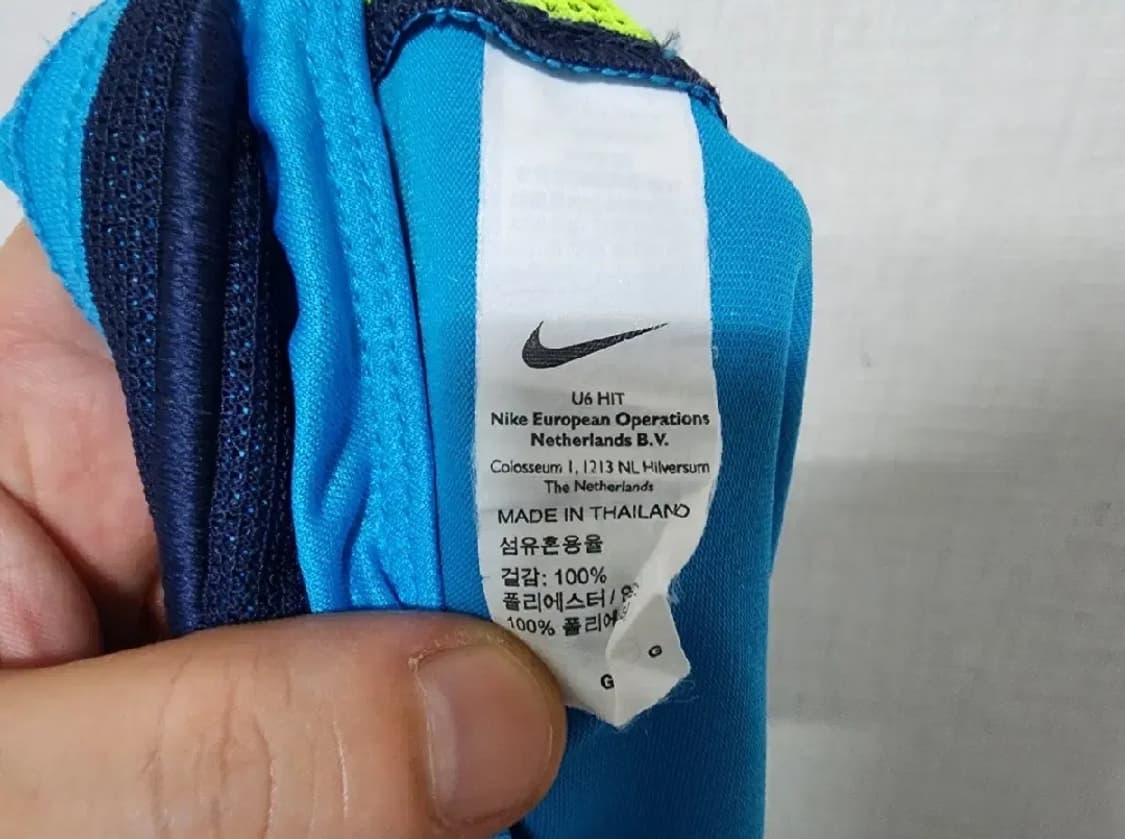 U6 HIT
Nike European Operations
Netherlands B.V.
Colosseum 1, 1213 NL Hilversum
The Netherlands
MADE IN THAILAND
섬유혼용율
걸감: 100%
폴리에스터 /
100%
G
G